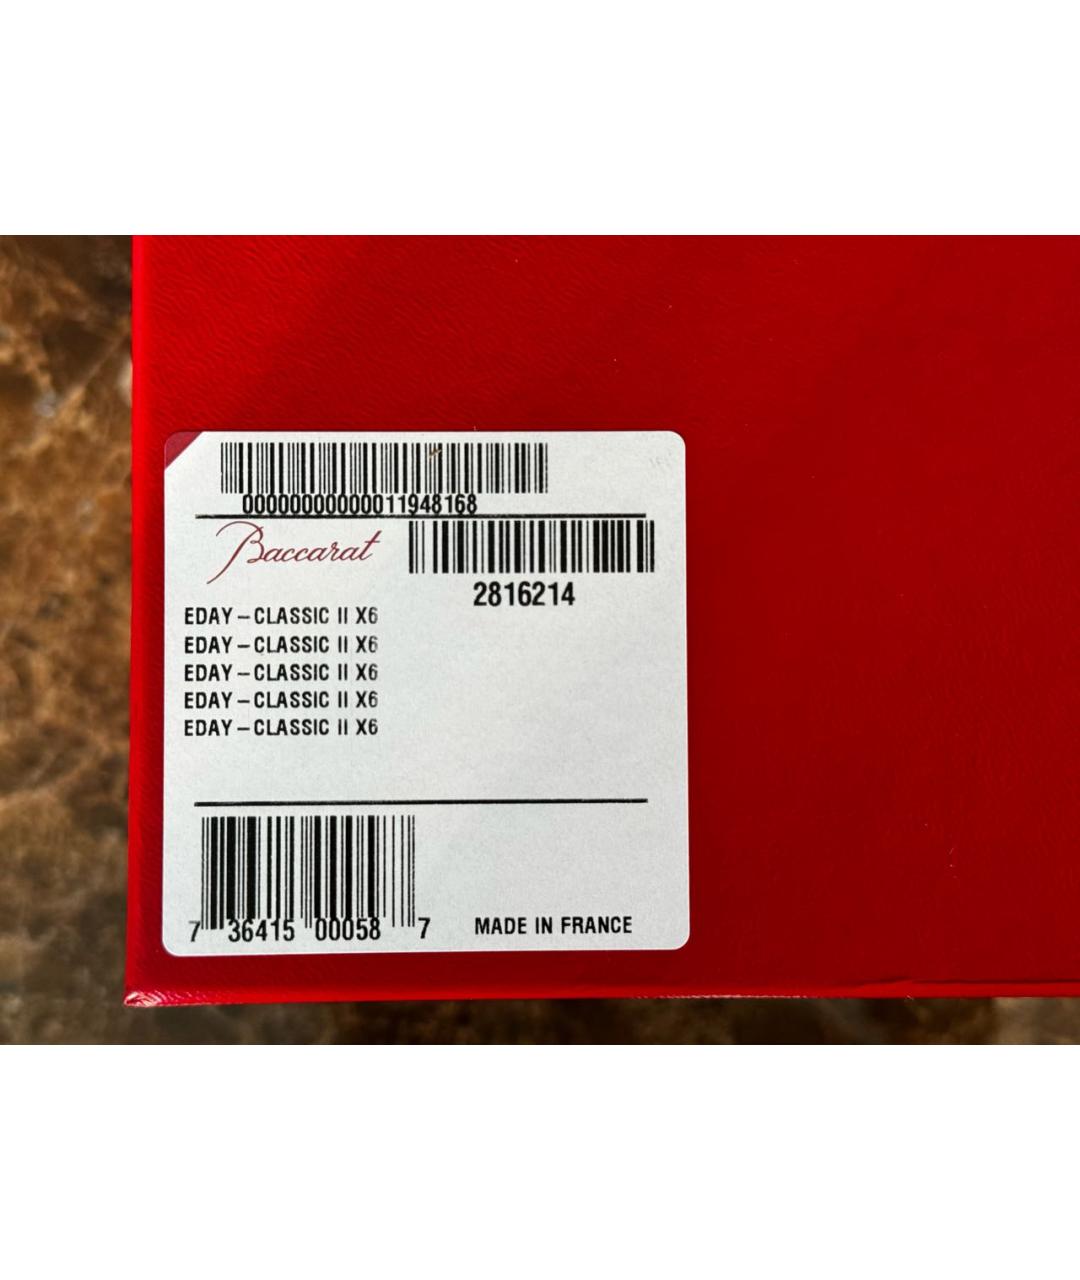 00000000000011948168
Baccarat
2816214
EDAY-CLASSIC II X6
EDAY-CLASSIC II X6
EDAY-CLASSIC II X6
EDAY-CLASSIC II X6
EDAY-CLASSIC II X6
7 36415 00058 7
MADE IN FRANCE